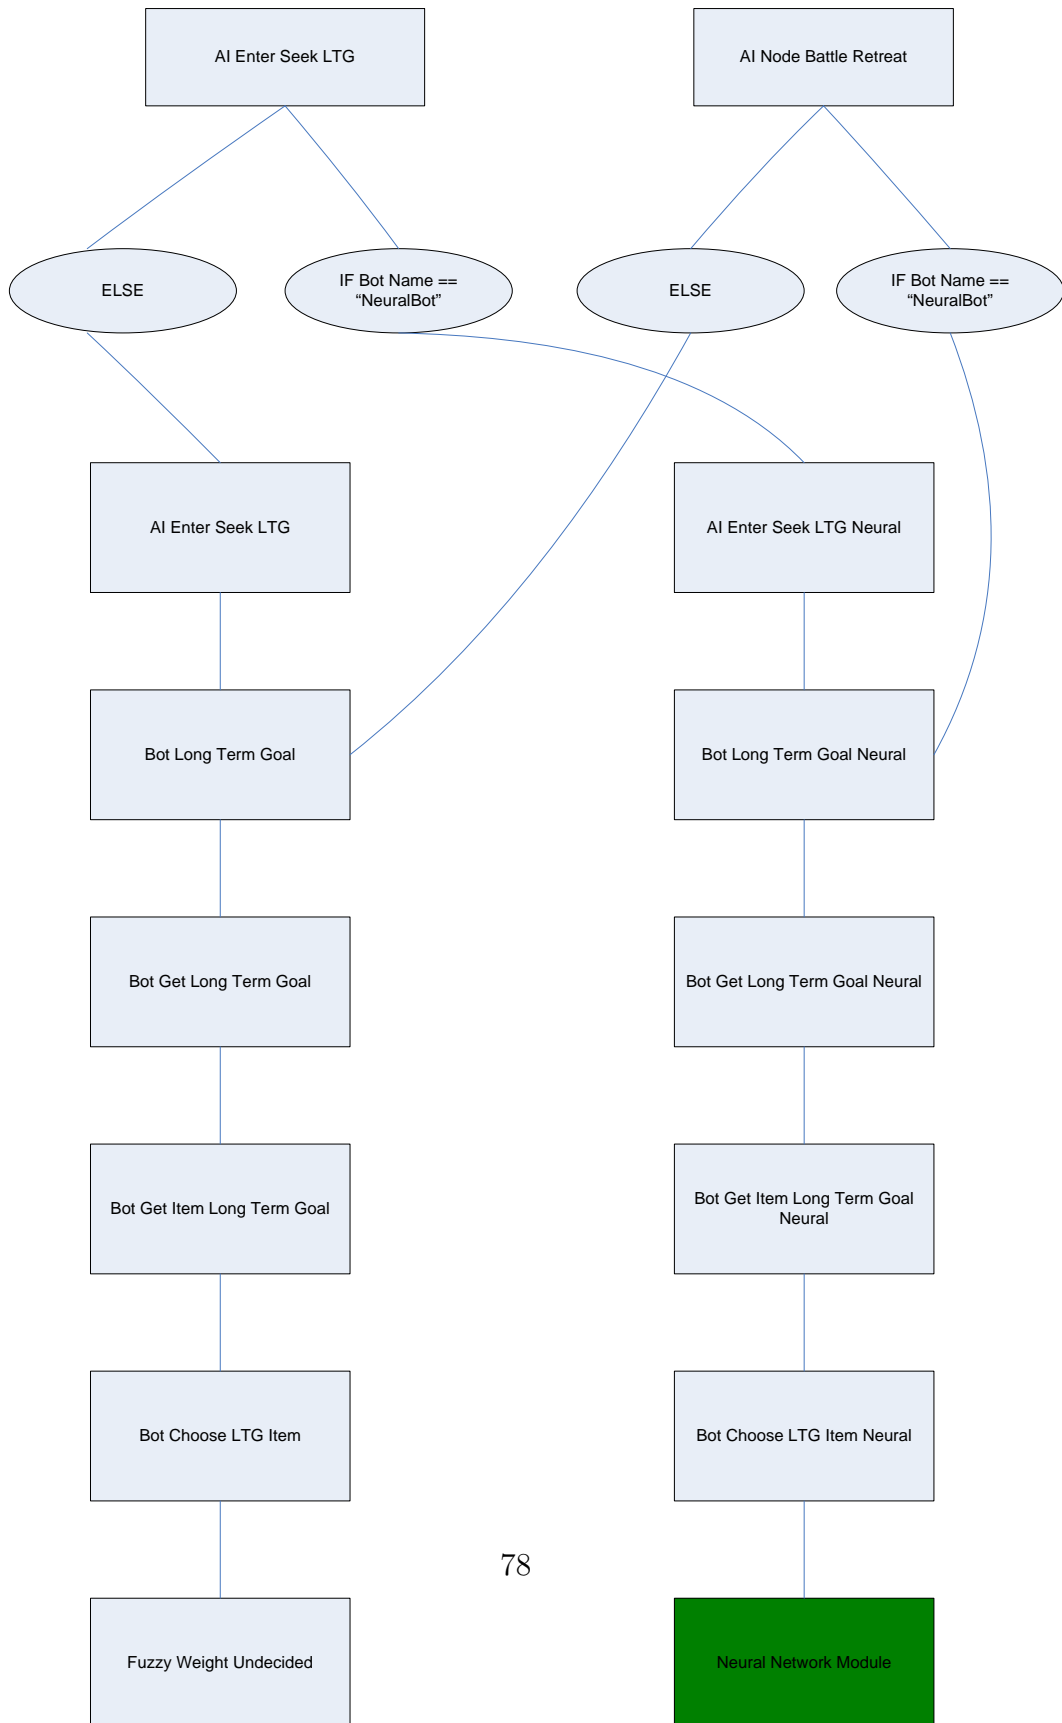 AI Enter Seek LTG
AI Node Battle Retreat
ELSE
IF Bot Name ==
“NeuralBot”
ELSE
IF Bot Name ==
“NeuralBot”
AI Enter Seek LTG
AI Enter Seek LTG Neural
Bot Long Term Goal
Bot Long Term Goal Neural
Bot Get Long Term Goal
Bot Get Long Term Goal Neural
Bot Get Item Long Term Goal
Bot Get Item Long Term Goal
Neural
Bot Choose LTG Item
Bot Choose LTG Item Neural
78
Fuzzy Weight Undecided
Neural Network Module